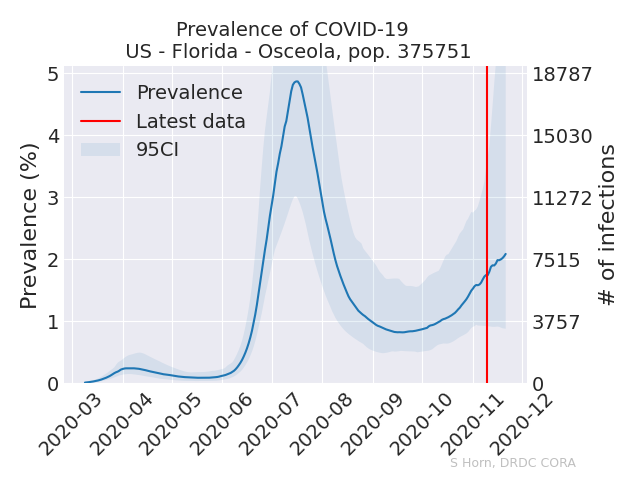 Prevalence of COVID-19
US - Florida - Osceola, pop. 375751
Prevalence
Latest data
95CI
Prevalence (%)
5
4
3
2
1
0
18787
15030
11272
7515
3757
0
# of infections
2020-03
2020-04
2020-05
2020-06
2020-07
2020-08
2020-09
2020-10
2020-11
2020-12
S Horn, DRDC CORA